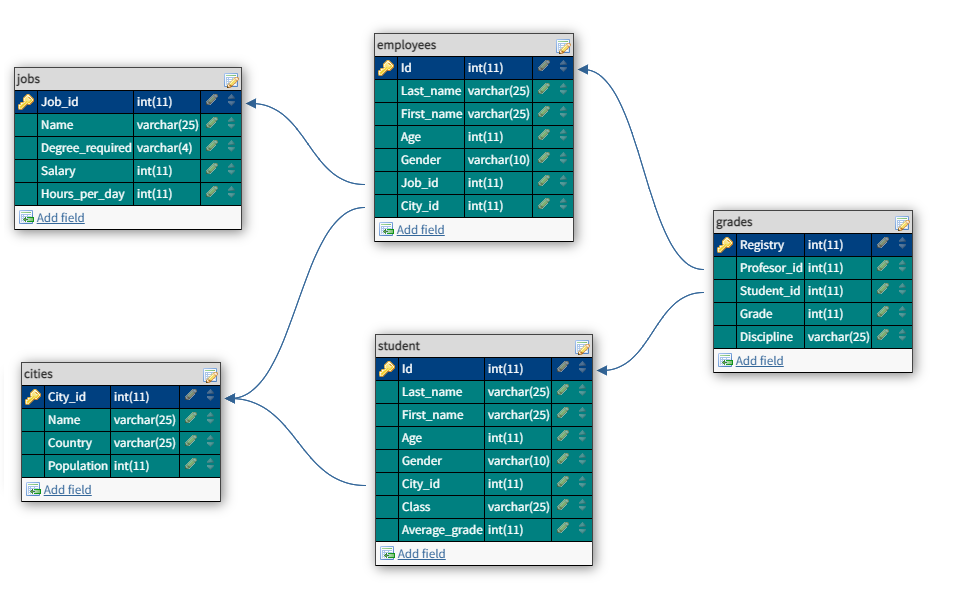 jobs
Job_id int(11)
Name varchar(25)
Degree_required varchar(4)
Salary int(11)
Hours_per_day int(11)
Add field
employees
Id int(11)
Last_name varchar(25)
First_name varchar(25)
Age int(11)
Gender varchar(10)
Job_id int(11)
City_id int(11)
Add field
grades
Registry int(11)
Profesor_id int(11)
Student_id int(11)
Grade int(11)
Discipline varchar(25)
Add field
cities
City_id int(11)
Name varchar(25)
Country varchar(25)
Population int(11)
Add field
student
Id int(11)
Last_name varchar(25)
First_name varchar(25)
Age int(11)
Gender varchar(10)
City_id int(11)
Class varchar(25)
Average_grade int(11)
Add field